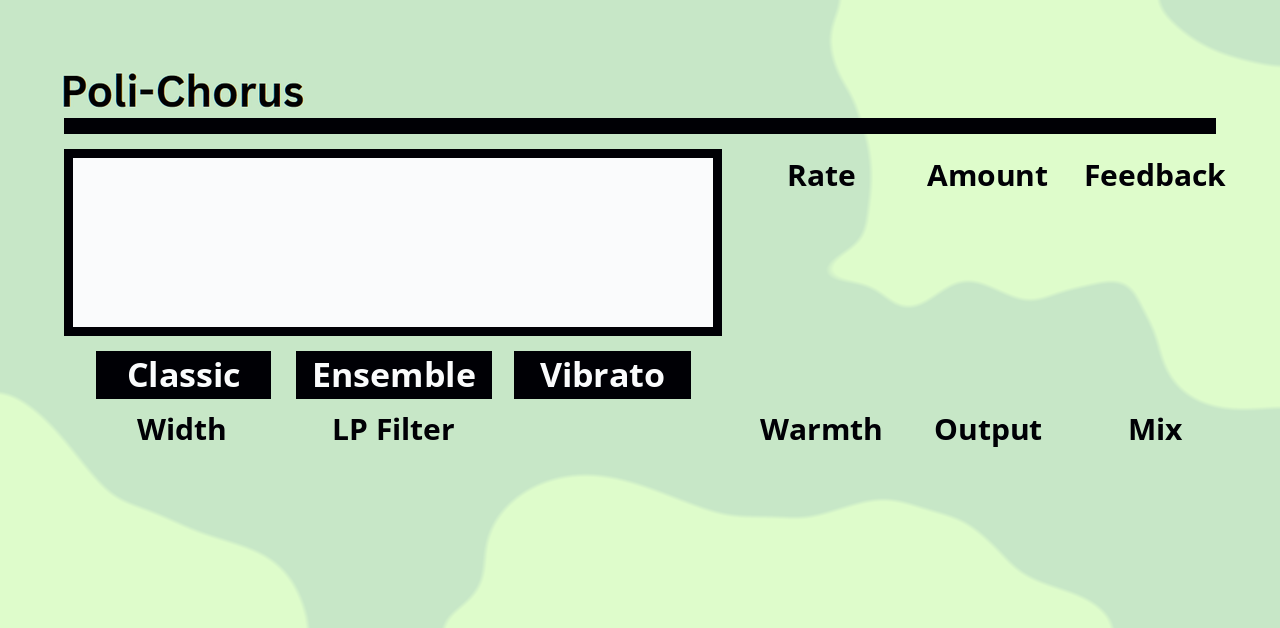 Poli-Chorus
Rate Amount Feedback
Classic Ensemble Vibrato
Width LP Filter Warmth Output Mix